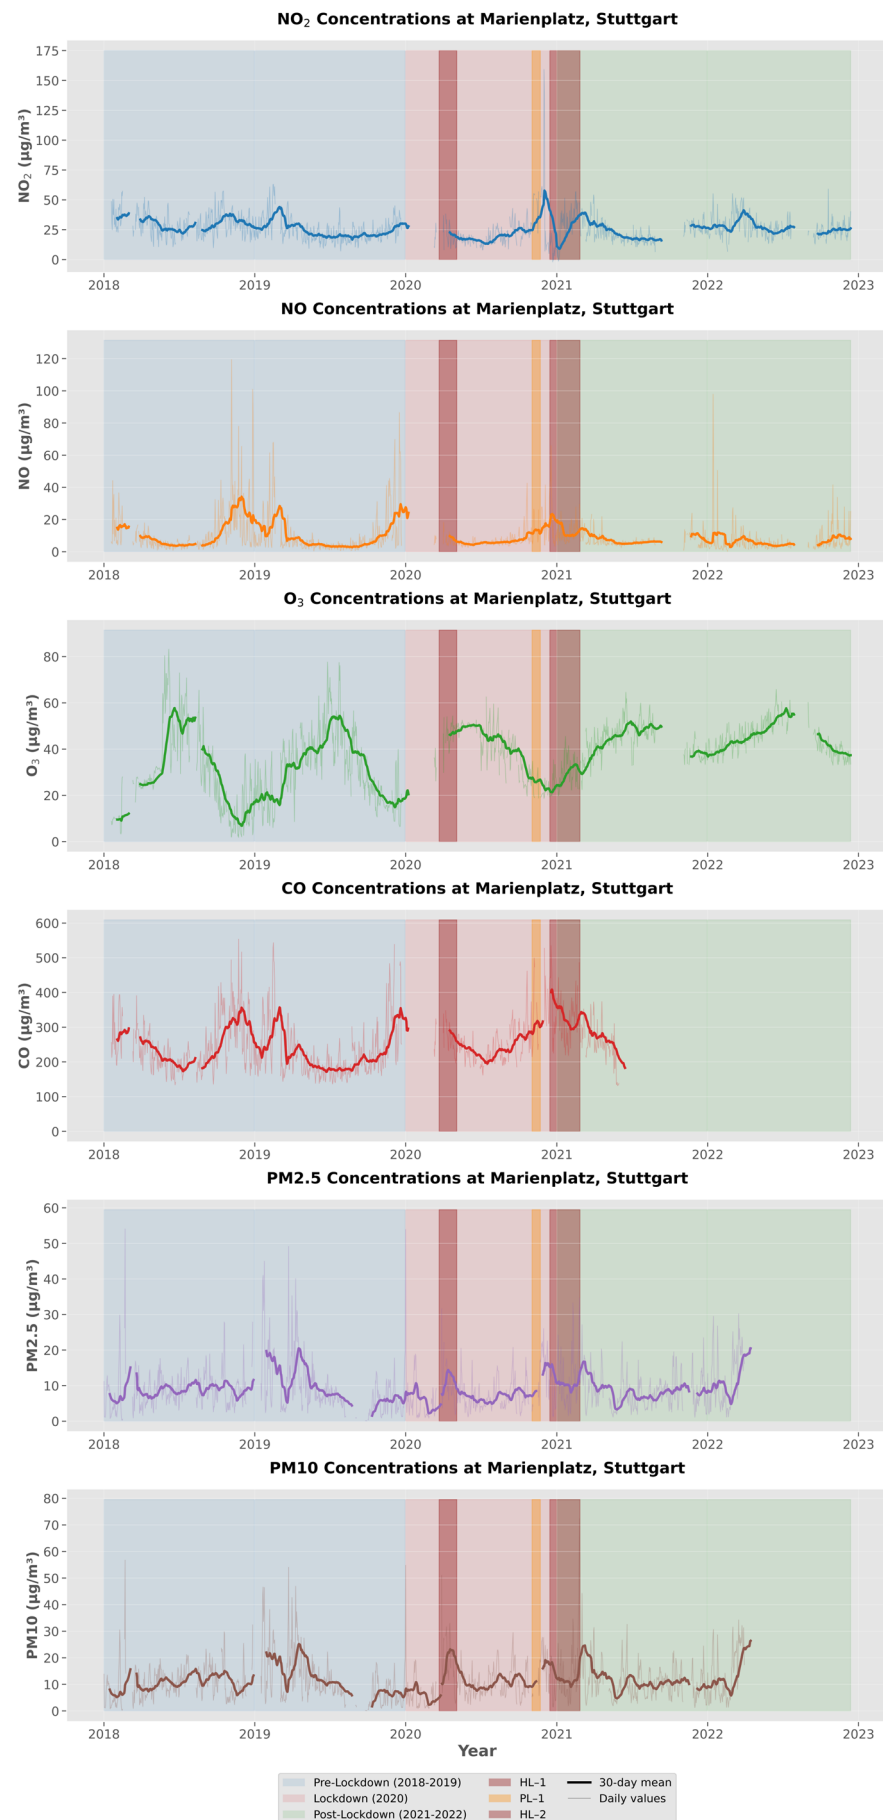 NO₂ Concentrations at Marienplatz, Stuttgart
NO₂ (µg/m³)
175
150
125
100
75
50
25
0
2018 2019 2020 2021 2022 2023
NO Concentrations at Marienplatz, Stuttgart
NO (µg/m³)
120
100
80
60
40
20
0
2018 2019 2020 2021 2022 2023
O₃ Concentrations at Marienplatz, Stuttgart
O₃ (µg/m³)
80
60
40
20
0
2018 2019 2020 2021 2022 2023
CO Concentrations at Marienplatz, Stuttgart
CO (µg/m³)
600
500
400
300
200
100
0
2018 2019 2020 2021 2022 2023
PM2.5 Concentrations at Marienplatz, Stuttgart
PM2.5 (µg/m³)
60
50
40
30
20
10
0
2018 2019 2020 2021 2022 2023
PM10 Concentrations at Marienplatz, Stuttgart
PM10 (µg/m³)
80
70
60
50
40
30
20
10
0
2018 2019 2020 2021 2022 2023
Year
Pre-Lockdown (2018-2019) HL–1 30-day mean
Lockdown (2020) PL–1 Daily values
Post-Lockdown (2021-2022) HL–2